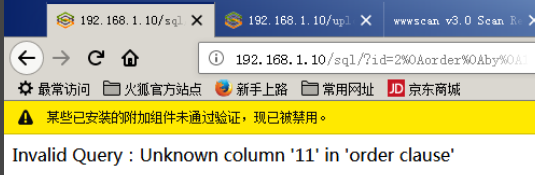 192.168.1.10/sql
192.168.1.10/upl
wwwscan v3.0 Scan Re
192.168.1.10/sql/?id=2%0Aorder%0Aby%0A
最常访问 火狐官方站点 新手上路 常用网址 JD 京东商城
某些已安装的附加组件未通过验证，现已被禁用。
Invalid Query : Unknown column '11' in 'order clause'